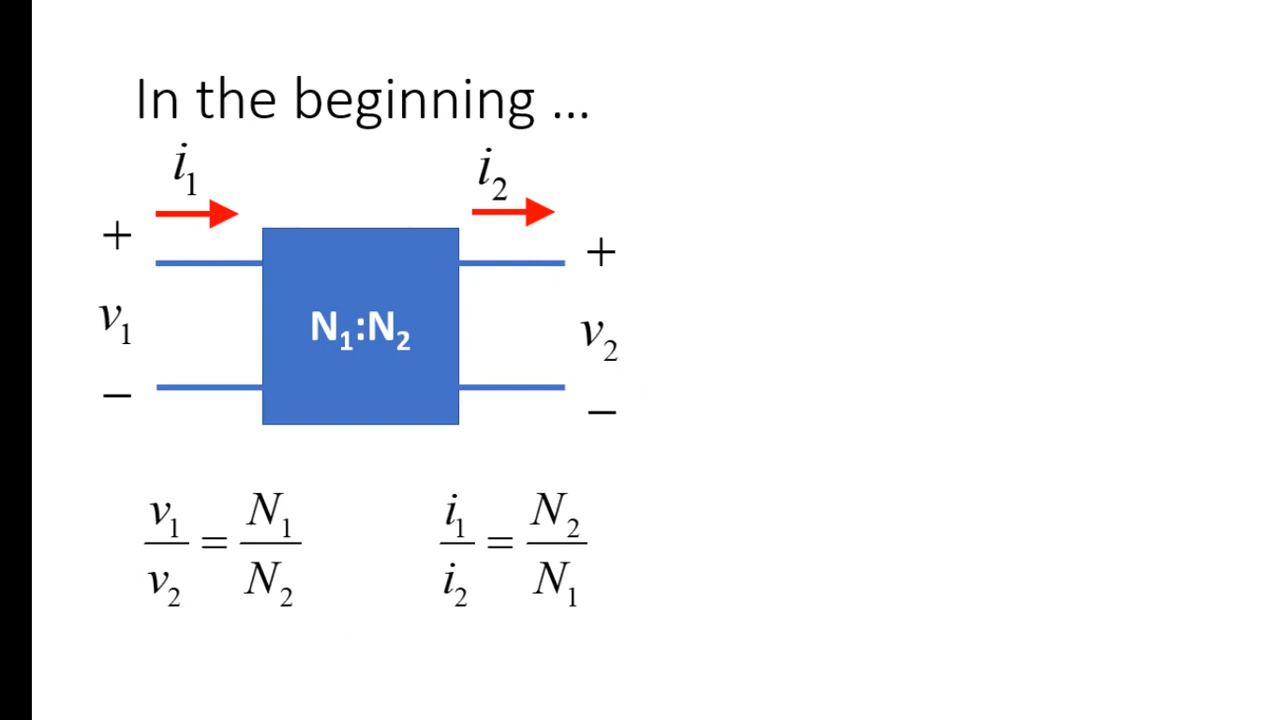 In the beginning ...
i₁ i₂
+ +
v₁ N₁:N₂ v₂
− −
v₁/v₂ = N₁/N₂ i₁/i₂ = N₂/N₁